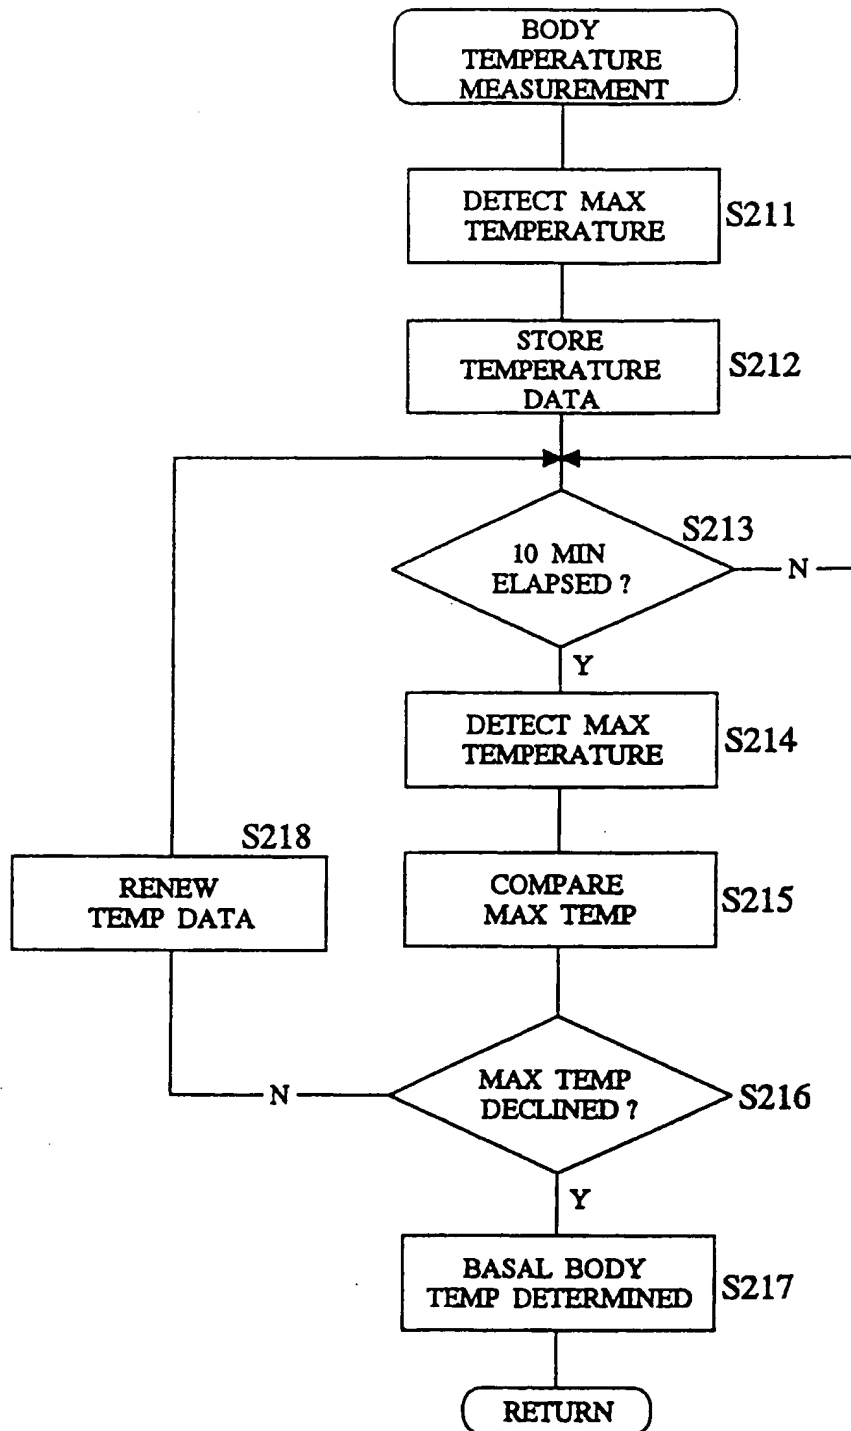 BODY
TEMPERATURE
MEASUREMENT
DETECT MAX
TEMPERATURE
S211
STORE
TEMPERATURE
DATA
S212
S213
10 MIN
ELAPSED ?
N
Y
DETECT MAX
TEMPERATURE
S214
S218
RENEW
TEMP DATA
COMPARE
MAX TEMP
S215
N
MAX TEMP
DECLINED ?
S216
Y
BASAL BODY
TEMP DETERMINED
S217
RETURN